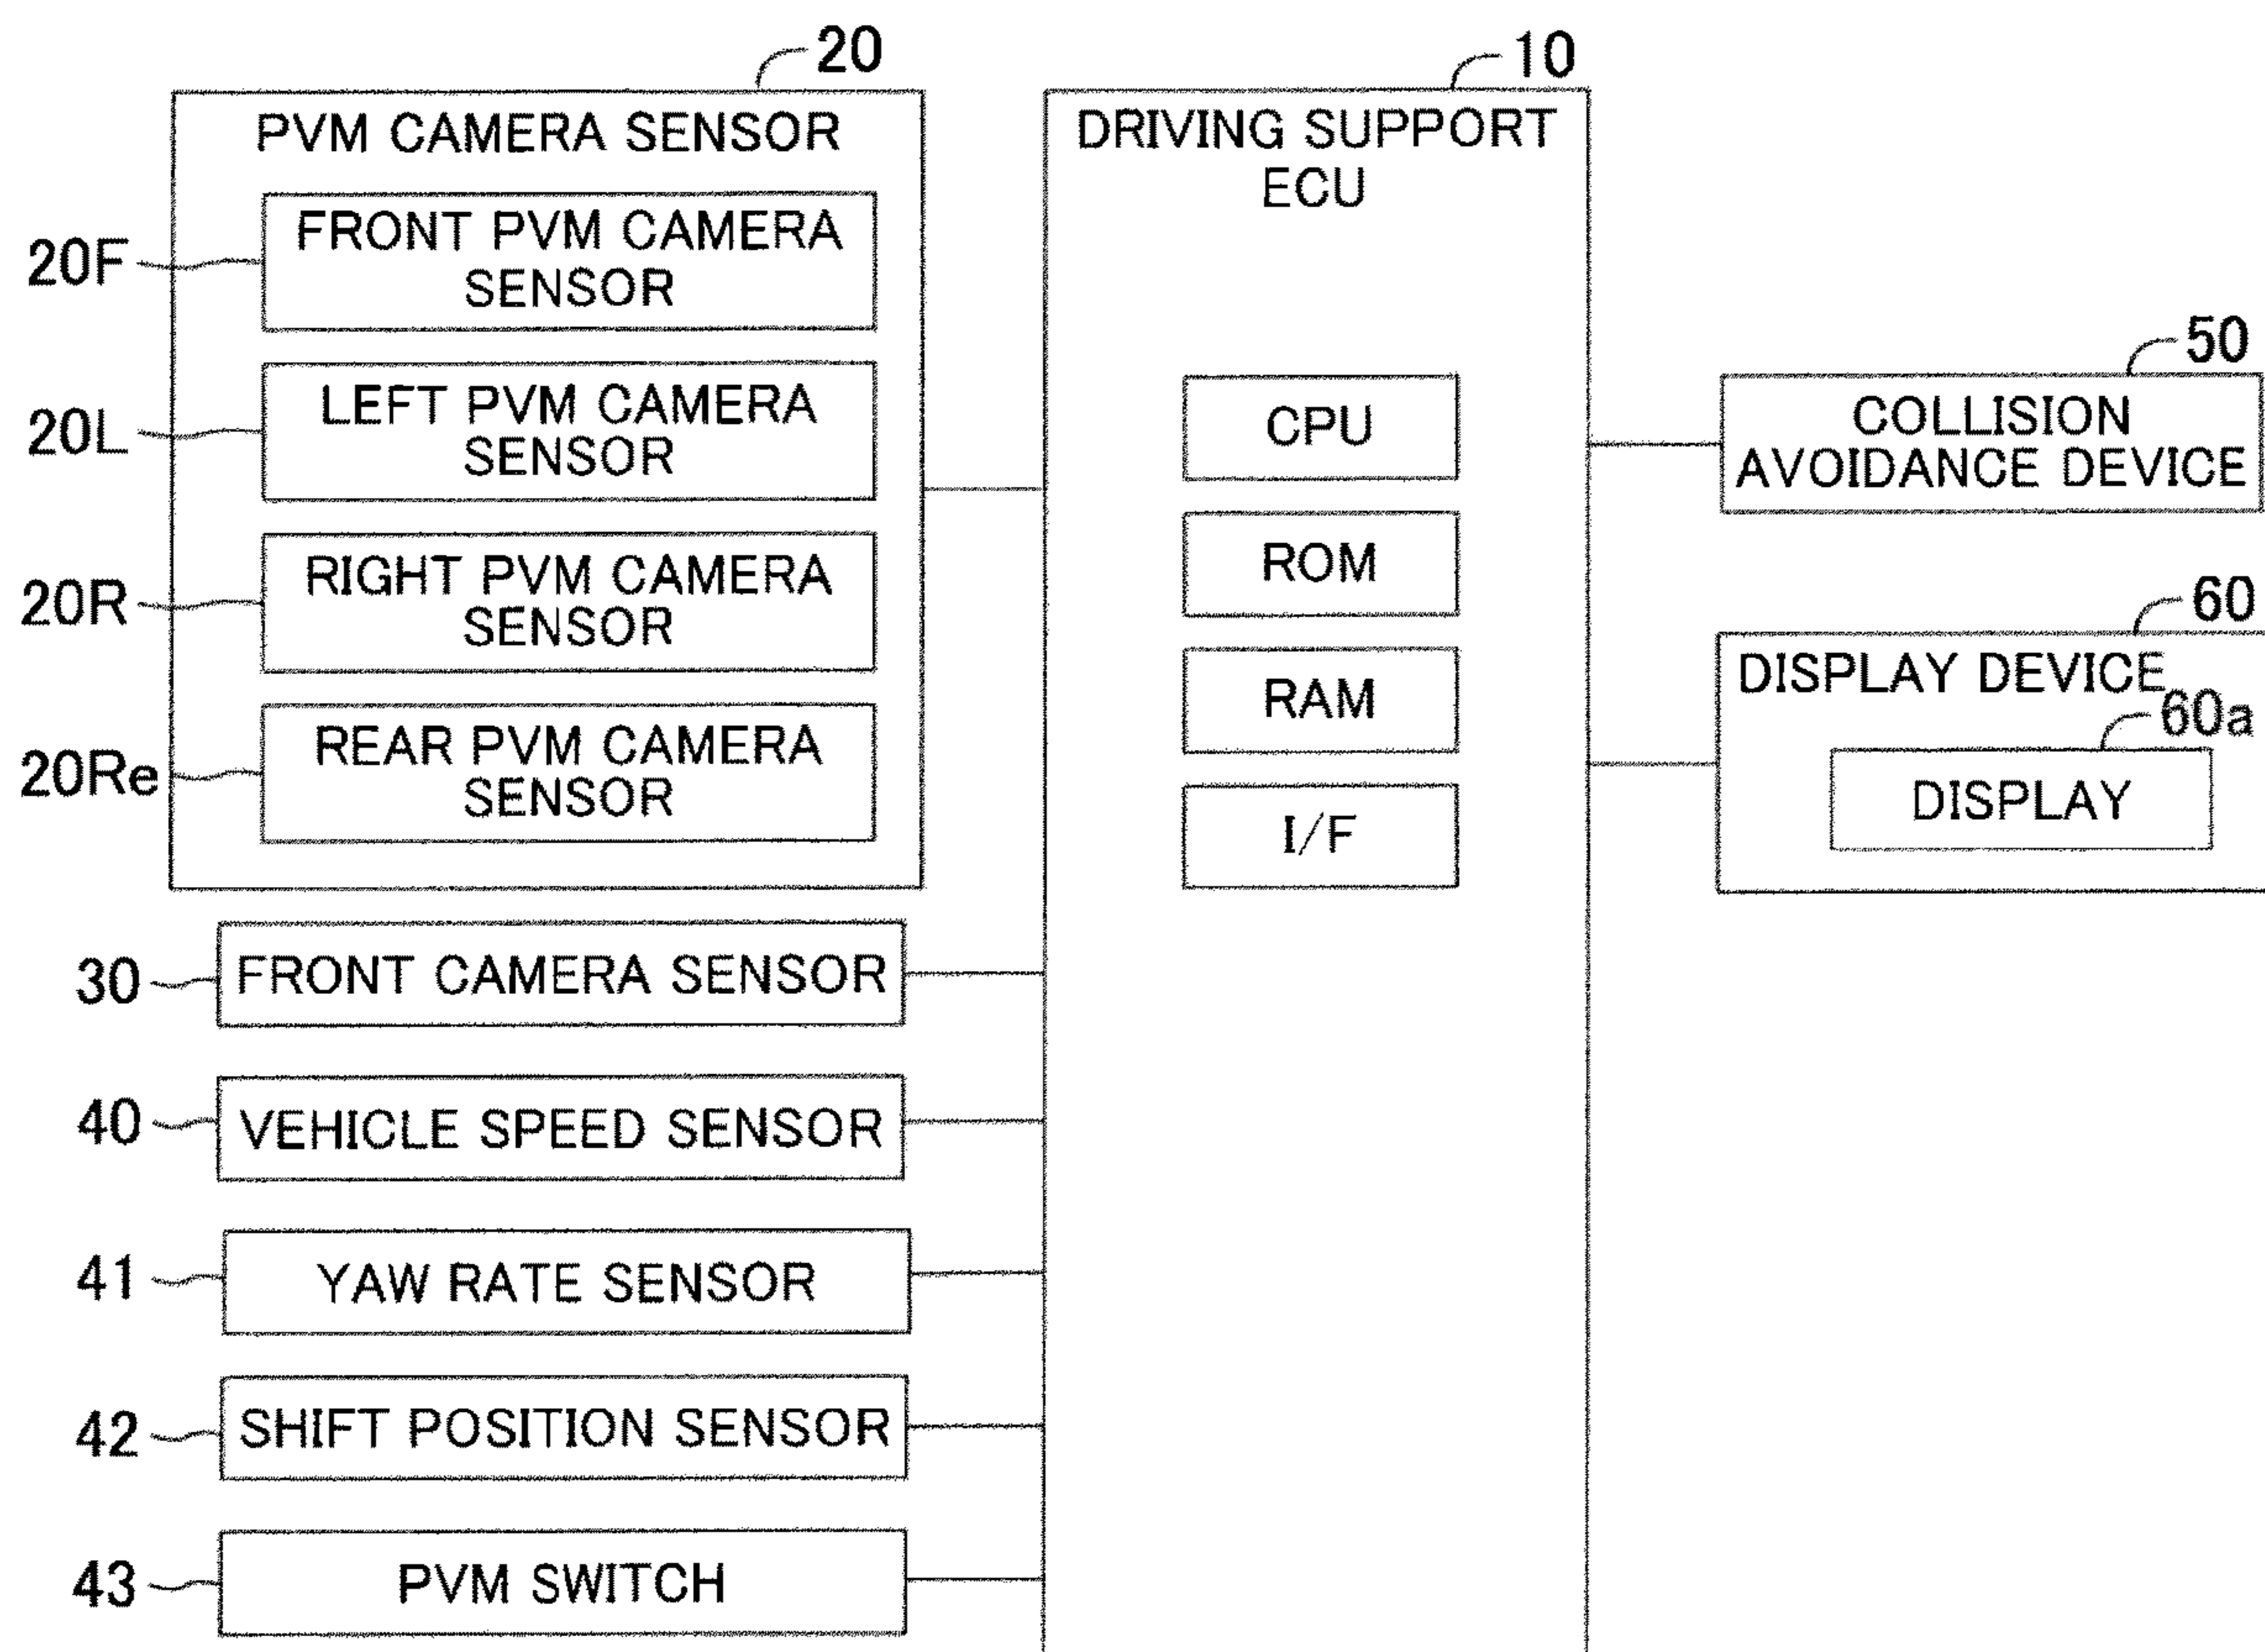 20
PVM CAMERA SENSOR
20F
FRONT PVM CAMERA
SENSOR
20L
LEFT PVM CAMERA
SENSOR
20R
RIGHT PVM CAMERA
SENSOR
20Re
REAR PVM CAMERA
SENSOR
30
FRONT CAMERA SENSOR
40
VEHICLE SPEED SENSOR
41
YAW RATE SENSOR
42
SHIFT POSITION SENSOR
43
PVM SWITCH
10
DRIVING SUPPORT
ECU
CPU
ROM
RAM
I/F
50
COLLISION
AVOIDANCE DEVICE
60
DISPLAY DEVICE
60a
DISPLAY